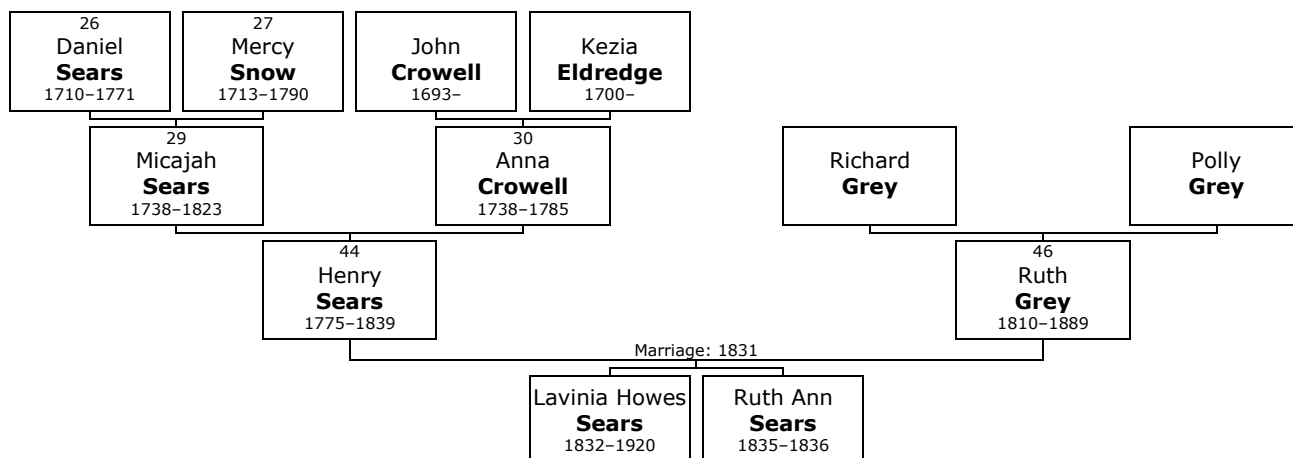 26
Daniel
Sears
1710–1771
27
Mercy
Snow
1713–1790
John
Crowell
1693–
Kezia
Eldredge
1700–
29
Micajah
Sears
1738–1823
30
Anna
Crowell
1738–1785
Richard
Grey
Polly
Grey
44
Henry
Sears
1775–1839
46
Ruth
Grey
1810–1889
Marriage: 1831
Lavinia Howes
Sears
1832–1920
Ruth Ann
Sears
1835–1836